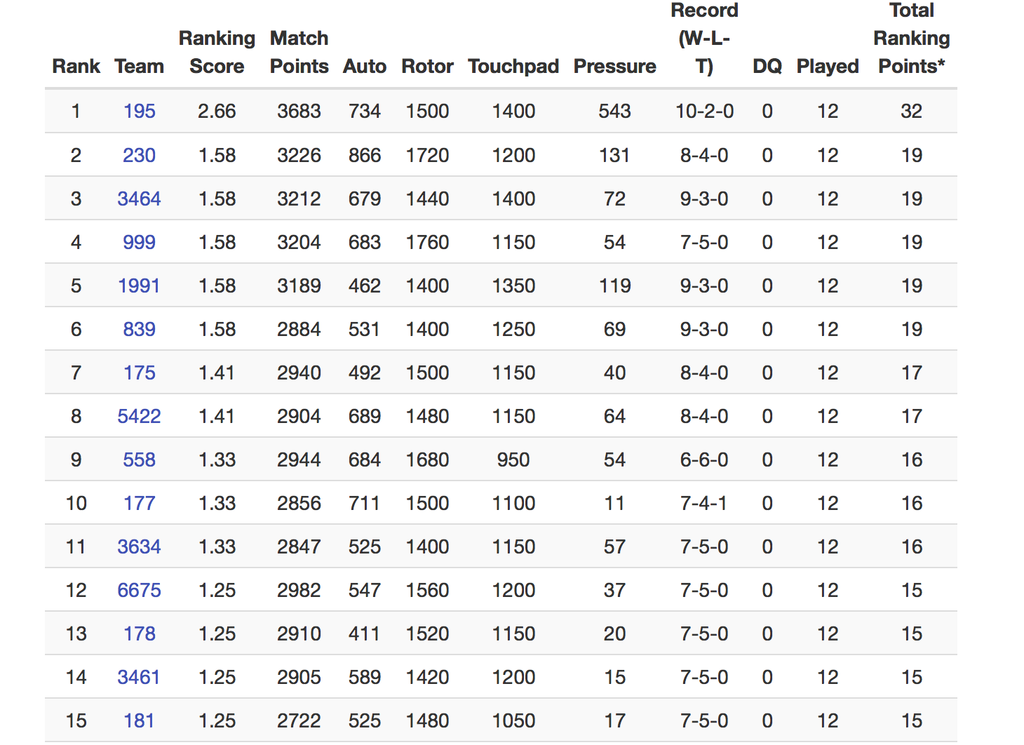 Rank Team Ranking Score Match Points Auto Rotor Touchpad Pressure Record (W-L-T) DQ Played Total Ranking Points*
1 195 2.66 3683 734 1500 1400 543 10-2-0 0 12 32
2 230 1.58 3226 866 1720 1200 131 8-4-0 0 12 19
3 3464 1.58 3212 679 1440 1400 72 9-3-0 0 12 19
4 999 1.58 3204 683 1760 1150 54 7-5-0 0 12 19
5 1991 1.58 3189 462 1400 1350 119 9-3-0 0 12 19
6 839 1.58 2884 531 1400 1250 69 9-3-0 0 12 19
7 175 1.41 2940 492 1500 1150 40 8-4-0 0 12 17
8 5422 1.41 2904 689 1480 1150 64 8-4-0 0 12 17
9 558 1.33 2944 684 1680 950 54 6-6-0 0 12 16
10 177 1.33 2856 711 1500 1100 11 7-4-1 0 12 16
11 3634 1.33 2847 525 1400 1150 57 7-5-0 0 12 16
12 6675 1.25 2982 547 1560 1200 37 7-5-0 0 12 15
13 178 1.25 2910 411 1520 1150 20 7-5-0 0 12 15
14 3461 1.25 2905 589 1420 1200 15 7-5-0 0 12 15
15 181 1.25 2722 525 1480 1050 17 7-5-0 0 12 15